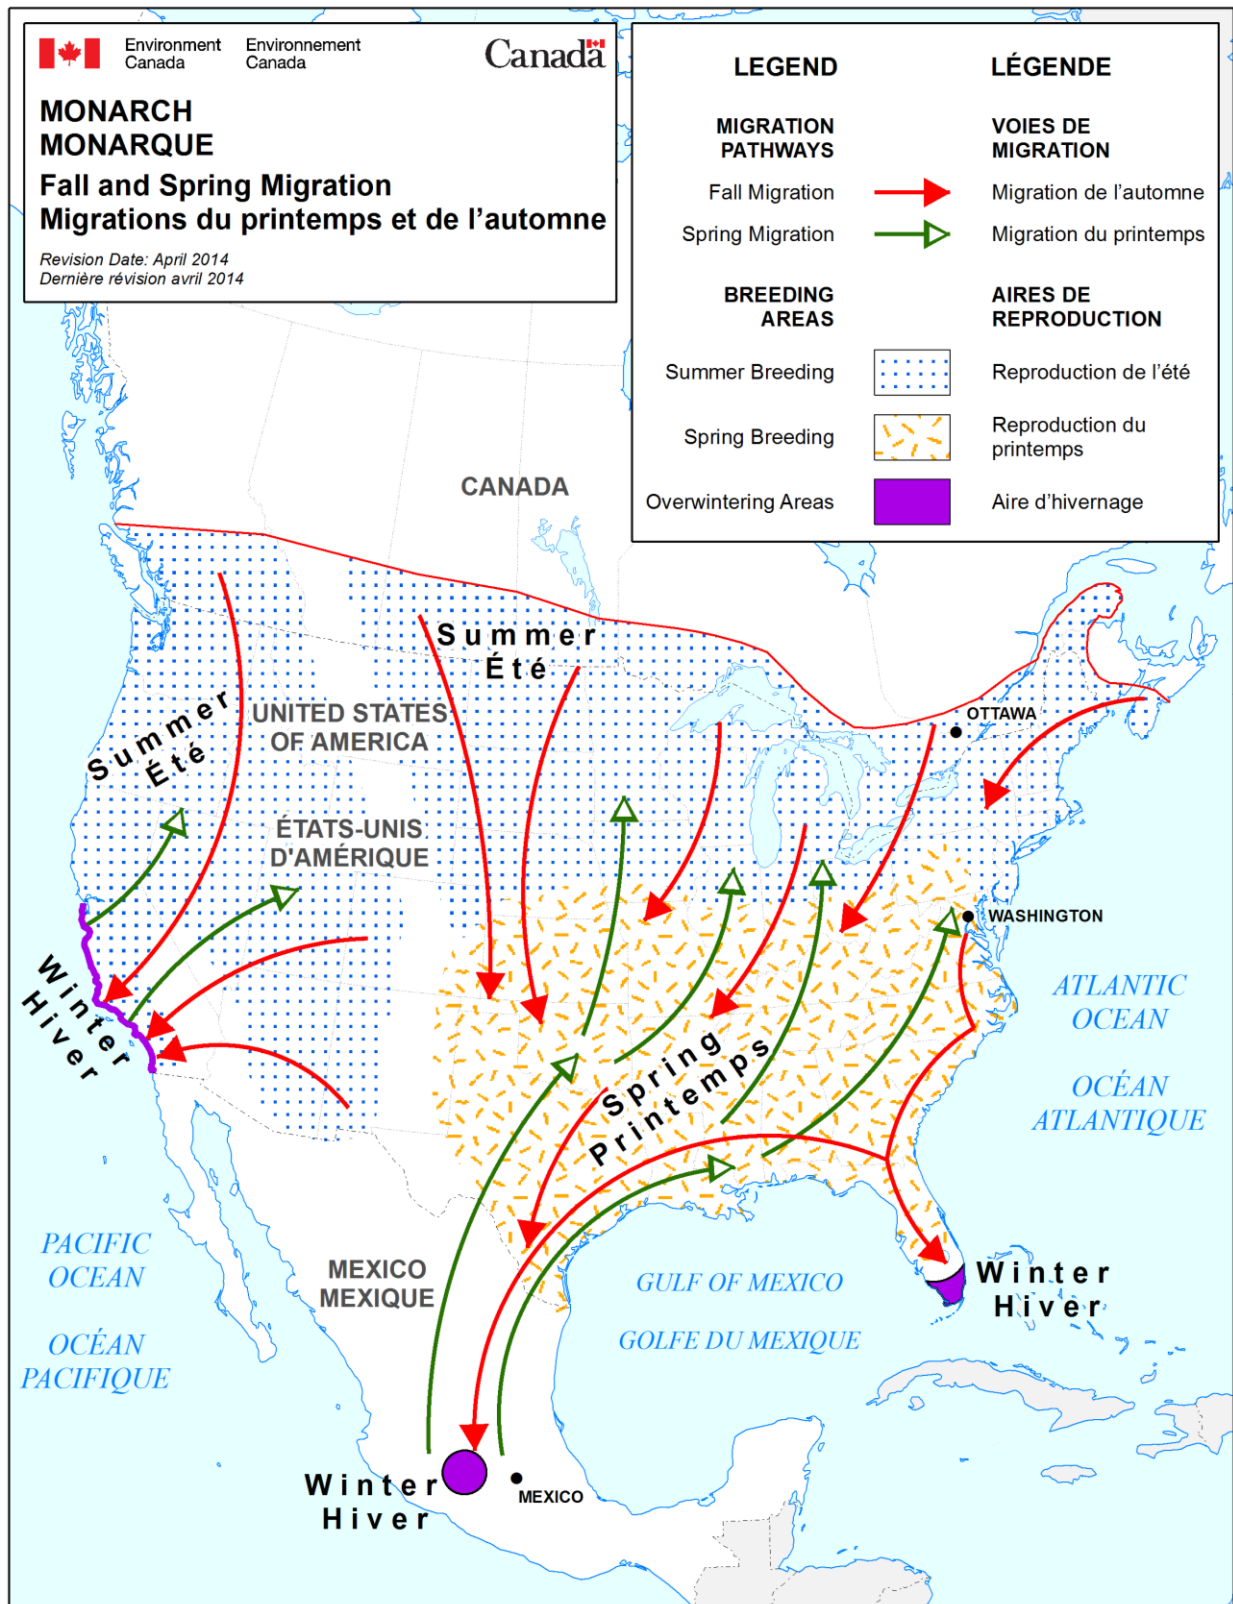 Environment
Canada
Environnement
Canada
Canada
MONARCH
MONARQUE
Fall and Spring Migration
Migrations du printemps et de l'automne
Revision Date: April 2014
Dernière révision avril 2014
LEGEND
LÉGENDE
MIGRATION
PATHWAYS
VOIES DE
MIGRATION
Fall Migration
Migration de l'automne
Spring Migration
Migration du printemps
BREEDING
AREAS
AIRES DE
REPRODUCTION
Summer Breeding
Reproduction de l'été
Spring Breeding
Reproduction du
printemps
Overwintering Areas
Aire d'hivernage
CANADA
Summer
Été
Summer
Été
UNITED STATES
OF AMERICA
ÉTATS-UNIS
D'AMÉRIQUE
OTTAWA
WASHINGTON
Winter
Hiver
ATLANTIC
OCEAN
OCÉAN
ATLANTIQUE
Spring
Printemps
PACIFIC
OCEAN
OCÉAN
PACIFIQUE
MEXICO
MEXIQUE
GULF OF MEXICO
GOLFE DU MEXIQUE
Winter
Hiver
Winter
Hiver
MEXICO